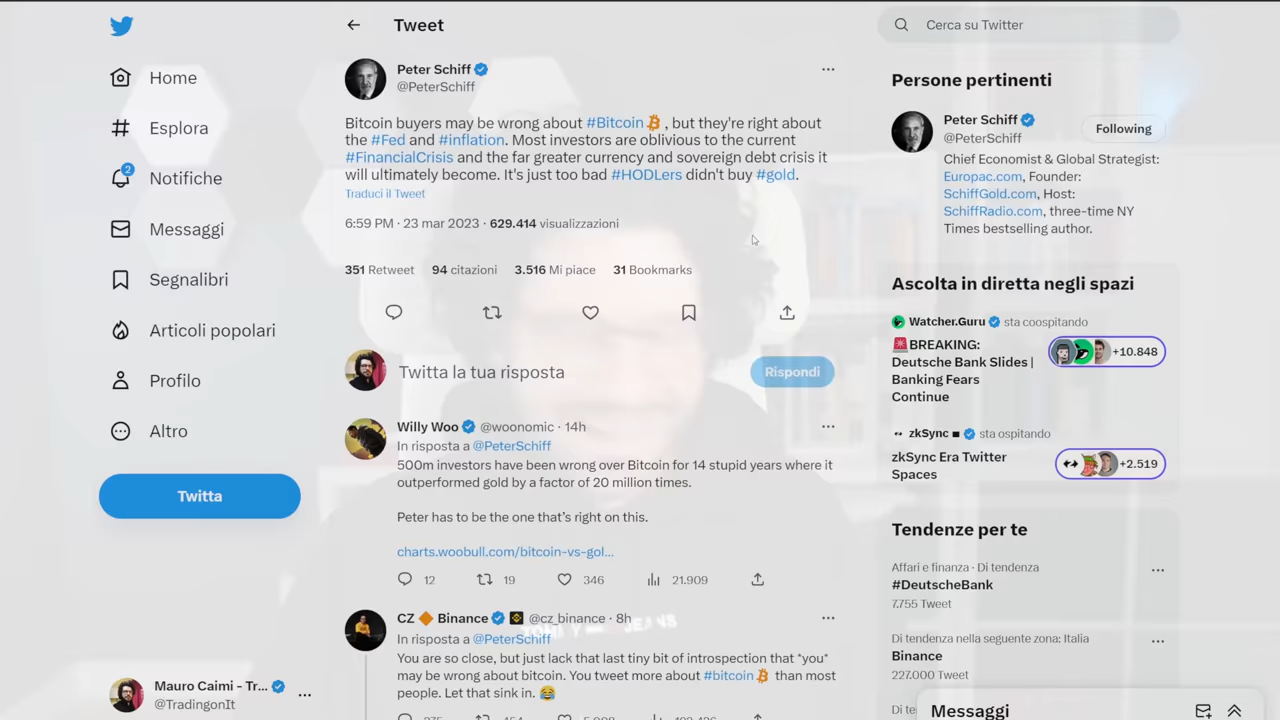 Tweet
Cerca su Twitter
Home
Esplora
2
Notifiche
Messaggi
Segnalibri
Articoli popolari
Profilo
Altro
Twitta
Mauro Caimi - Tr...
@TradingonIt
Peter Schiff
@PeterSchiff
Bitcoin buyers may be wrong about #Bitcoin , but they're right about
the #Fed and #inflation. Most investors are oblivious to the current
#FinancialCrisis and the far greater currency and sovereign debt crisis it
will ultimately become. It's just too bad #HODLers didn't buy #gold.
Traduci il Tweet
6:59 PM · 23 mar 2023 · 629.414 visualizzazioni
351 Retweet 94 citazioni 3.516 Mi piace 31 Bookmarks
Twitta la tua risposta
Rispondi
Willy Woo @woonomic · 14h
In risposta a @PeterSchiff
500m investors have been wrong over Bitcoin for 14 stupid years where it
outperformed gold by a factor of 20 million times.
Peter has to be the one that's right on this.
charts.woobull.com/bitcoin-vs-gol...
12 19 346 21.909
CZ 🔶 Binance @cz_binance · 8h
In risposta a @PeterSchiff
You are so close, but just lack that last tiny bit of introspection that *you*
may be wrong about bitcoin. You tweet more about #bitcoin than most
people. Let that sink in. 😂
Persone pertinenti
Peter Schiff
@PeterSchiff
Following
Chief Economist & Global Strategist:
Europac.com, Founder:
SchiffGold.com, Host:
SchiffRadio.com, three-time NY
Times bestselling author.
Ascolta in diretta negli spazi
Watcher.Guru sta coospitando
🚨BREAKING:
Deutsche Bank Slides |
Banking Fears
Continue
+10.848
zkSync ∎ sta ospitando
zkSync Era Twitter
Spaces
+2.519
Tendenze per te
Affari e finanza · Di tendenza
#DeutscheBank
7.755 Tweet
Di tendenza nella seguente zona: Italia
Binance
227.000 Tweet
Di te
Messaggi